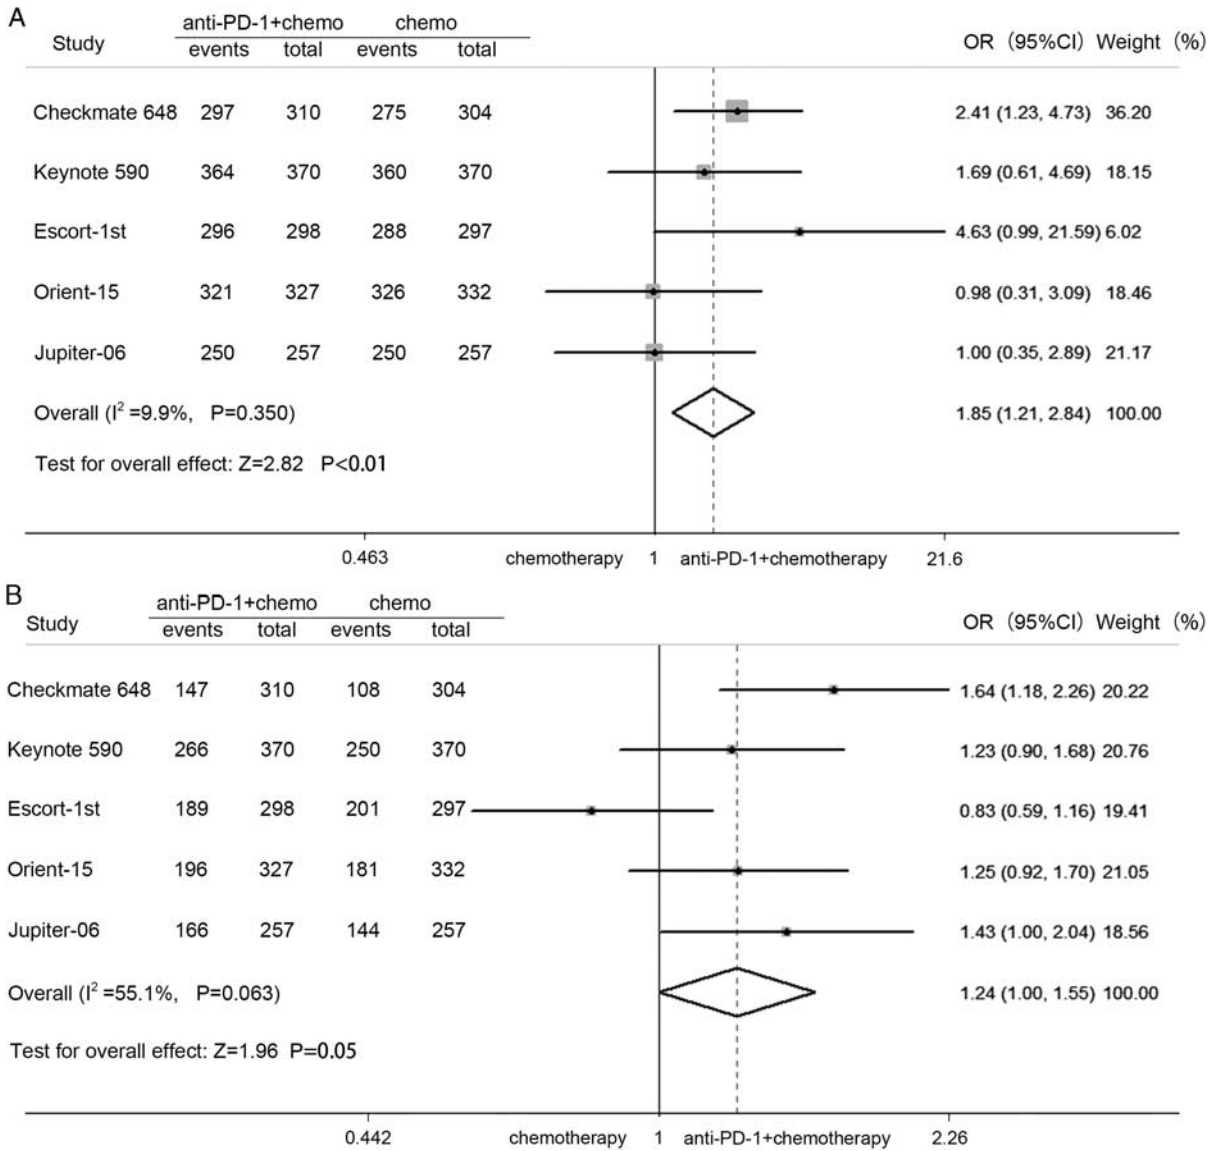 A
anti-PD-1+chemo chemo
Study events total events total OR (95%CI) Weight (%)
Checkmate 648 297 310 275 304 2.41 (1.23, 4.73) 36.20
Keynote 590 364 370 360 370 1.69 (0.61, 4.69) 18.15
Escort-1st 296 298 288 297 4.63 (0.99, 21.59) 6.02
Orient-15 321 327 326 332 0.98 (0.31, 3.09) 18.46
Jupiter-06 250 257 250 257 1.00 (0.35, 2.89) 21.17
Overall (I² =9.9%, P=0.350) 1.85 (1.21, 2.84) 100.00
Test for overall effect: Z=2.82 P<0.01
0.463 chemotherapy 1 anti-PD-1+chemotherapy 21.6
B
anti-PD-1+chemo chemo
Study events total events total OR (95%CI) Weight (%)
Checkmate 648 147 310 108 304 1.64 (1.18, 2.26) 20.22
Keynote 590 266 370 250 370 1.23 (0.90, 1.68) 20.76
Escort-1st 189 298 201 297 0.83 (0.59, 1.16) 19.41
Orient-15 196 327 181 332 1.25 (0.92, 1.70) 21.05
Jupiter-06 166 257 144 257 1.43 (1.00, 2.04) 18.56
Overall (I² =55.1%, P=0.063) 1.24 (1.00, 1.55) 100.00
Test for overall effect: Z=1.96 P=0.05
0.442 chemotherapy 1 anti-PD-1+chemotherapy 2.26